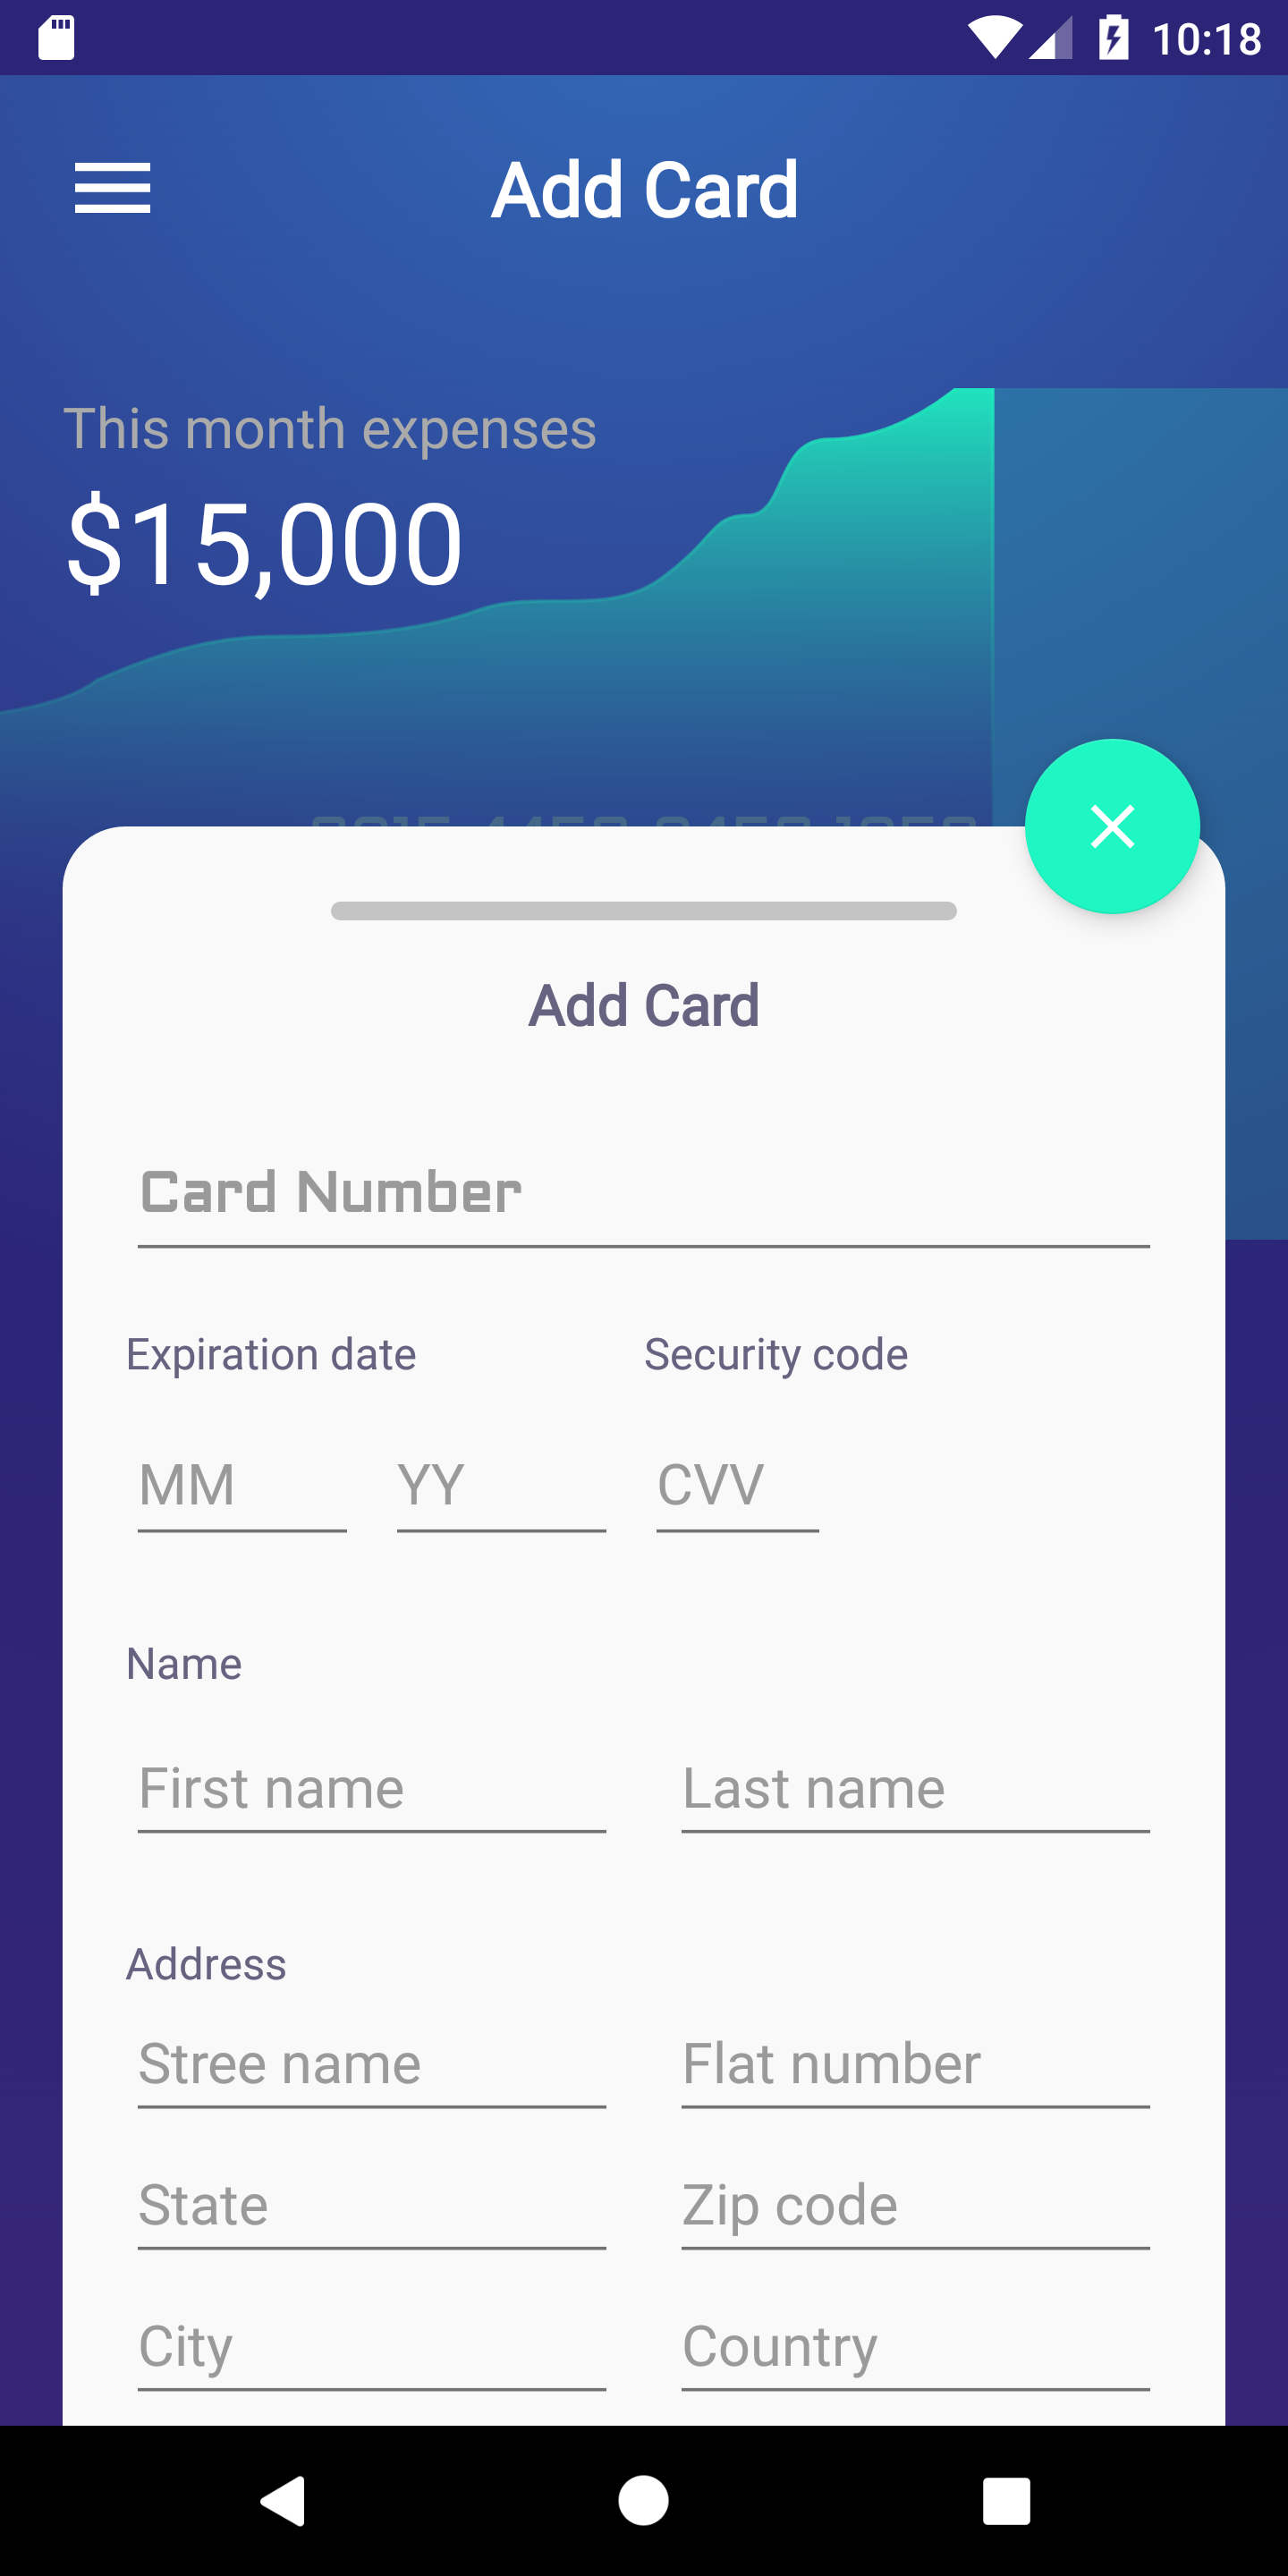 10:18
Add Card
This month expenses
$15,000
Add Card
Card Number
Expiration date Security code
MM YY CVV
Name
First name Last name
Address
Stree name Flat number
State Zip code
City Country